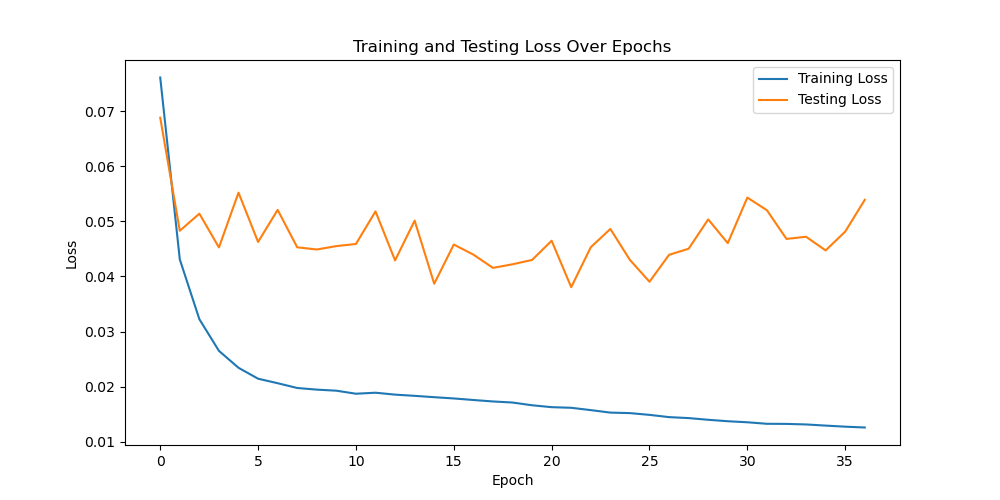 Training and Testing Loss Over Epochs
Training Loss
Testing Loss
0.07
0.06
0.05
0.04
0.03
0.02
0.01
Loss
0 5 10 15 20 25 30 35
Epoch